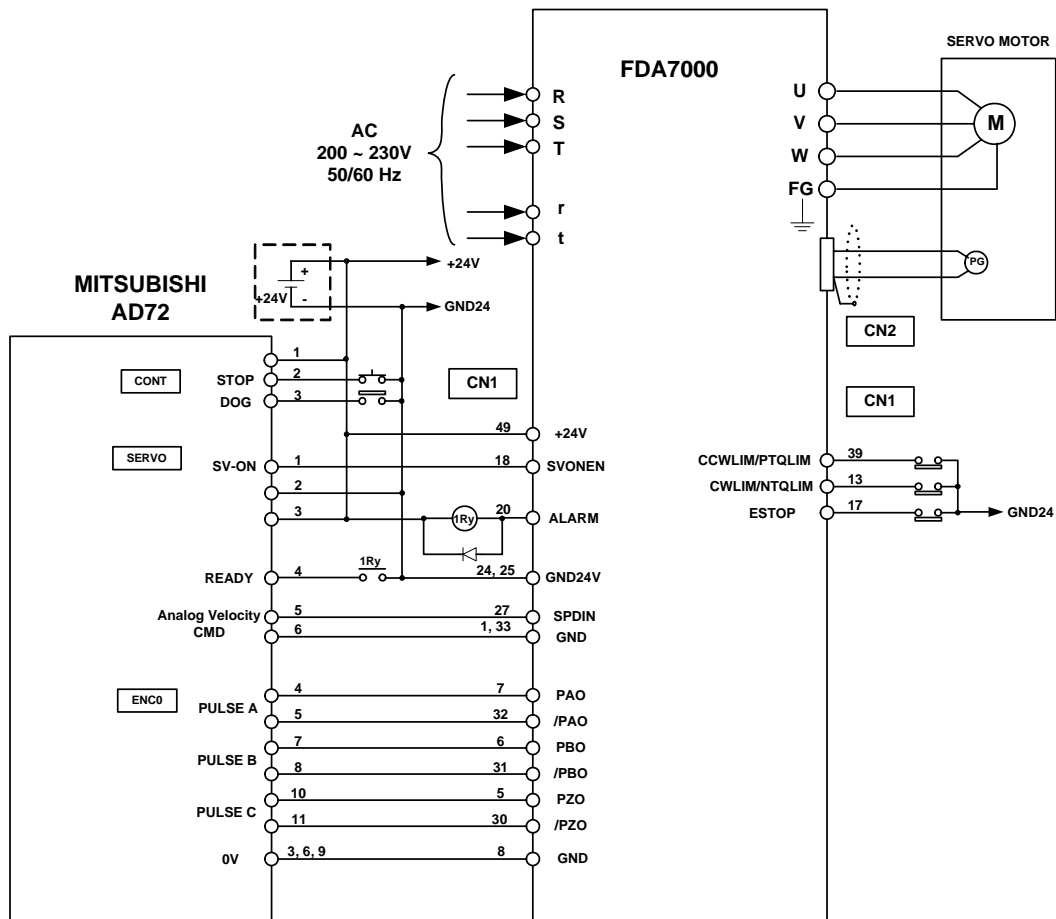 SERVO MOTOR
FDA7000
AC
200 ~ 230V
50/60 Hz
R
S
T
r
t
U
V
W
FG
M
PG
CN2
CN1
MITSUBISHI
AD72
+
+24V
-
+24V
GND24
CONT
1
STOP 2
DOG 3
CN1
49 +24V
SERVO
SV-ON 1 18 SVONEN
2
3 1Ry 20 ALARM
READY 4 1Ry 24, 25 GND24V
Analog Velocity 5 27 SPDIN
CMD 6 1, 33 GND
ENC0
PULSE A
4 7 PAO
5 32 /PAO
PULSE B
7 6 PBO
8 31 /PBO
PULSE C
10 5 PZO
11 30 /PZO
0V 3, 6, 9 8 GND
CCWLIM/PTQLIM 39
CWLIM/NTQLIM 13
ESTOP 17 GND24